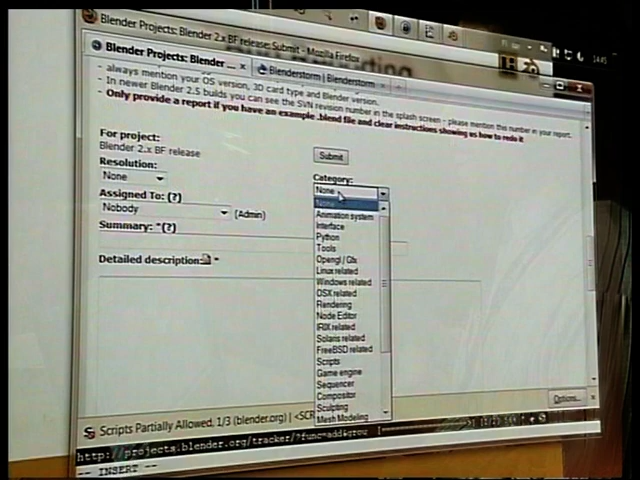 Blender Projects: Blender 2.x BF release: Submit - Mozilla Firefox
14:45
Blender Projects: Blender ...
Blenderstorm | Blenderstorm
- always mention your OS version, 3D card type and Blender version.
- In newer Blender 2.5 builds you can see the SVN revision number in the splash screen - please mention this number in your report.
- Only provide a report if you have an example .blend file and clear instructions showing us how to redo it
For project:
Blender 2.x BF release
Submit
Resolution:
None
Category:
None
Assigned To: (?)
Nobody
(Admin)
Summary: *(?)
Detailed description: *
None
Animation system
Interface
Python
Tools
Opengl / Gfx
Linux related
Windows related
OSX related
Rendering
Node Editor
IRIX related
Solaris related
FreeBSD related
Scripts
Game engine
Sequencer
Compositor
Sculpting
Mesh Modeling
Options...
Scripts Partially Allowed, 1/3 (blender.org) | <SCR
http://projects.blender.org/tracker/?func=add&grou
-- INSERT --